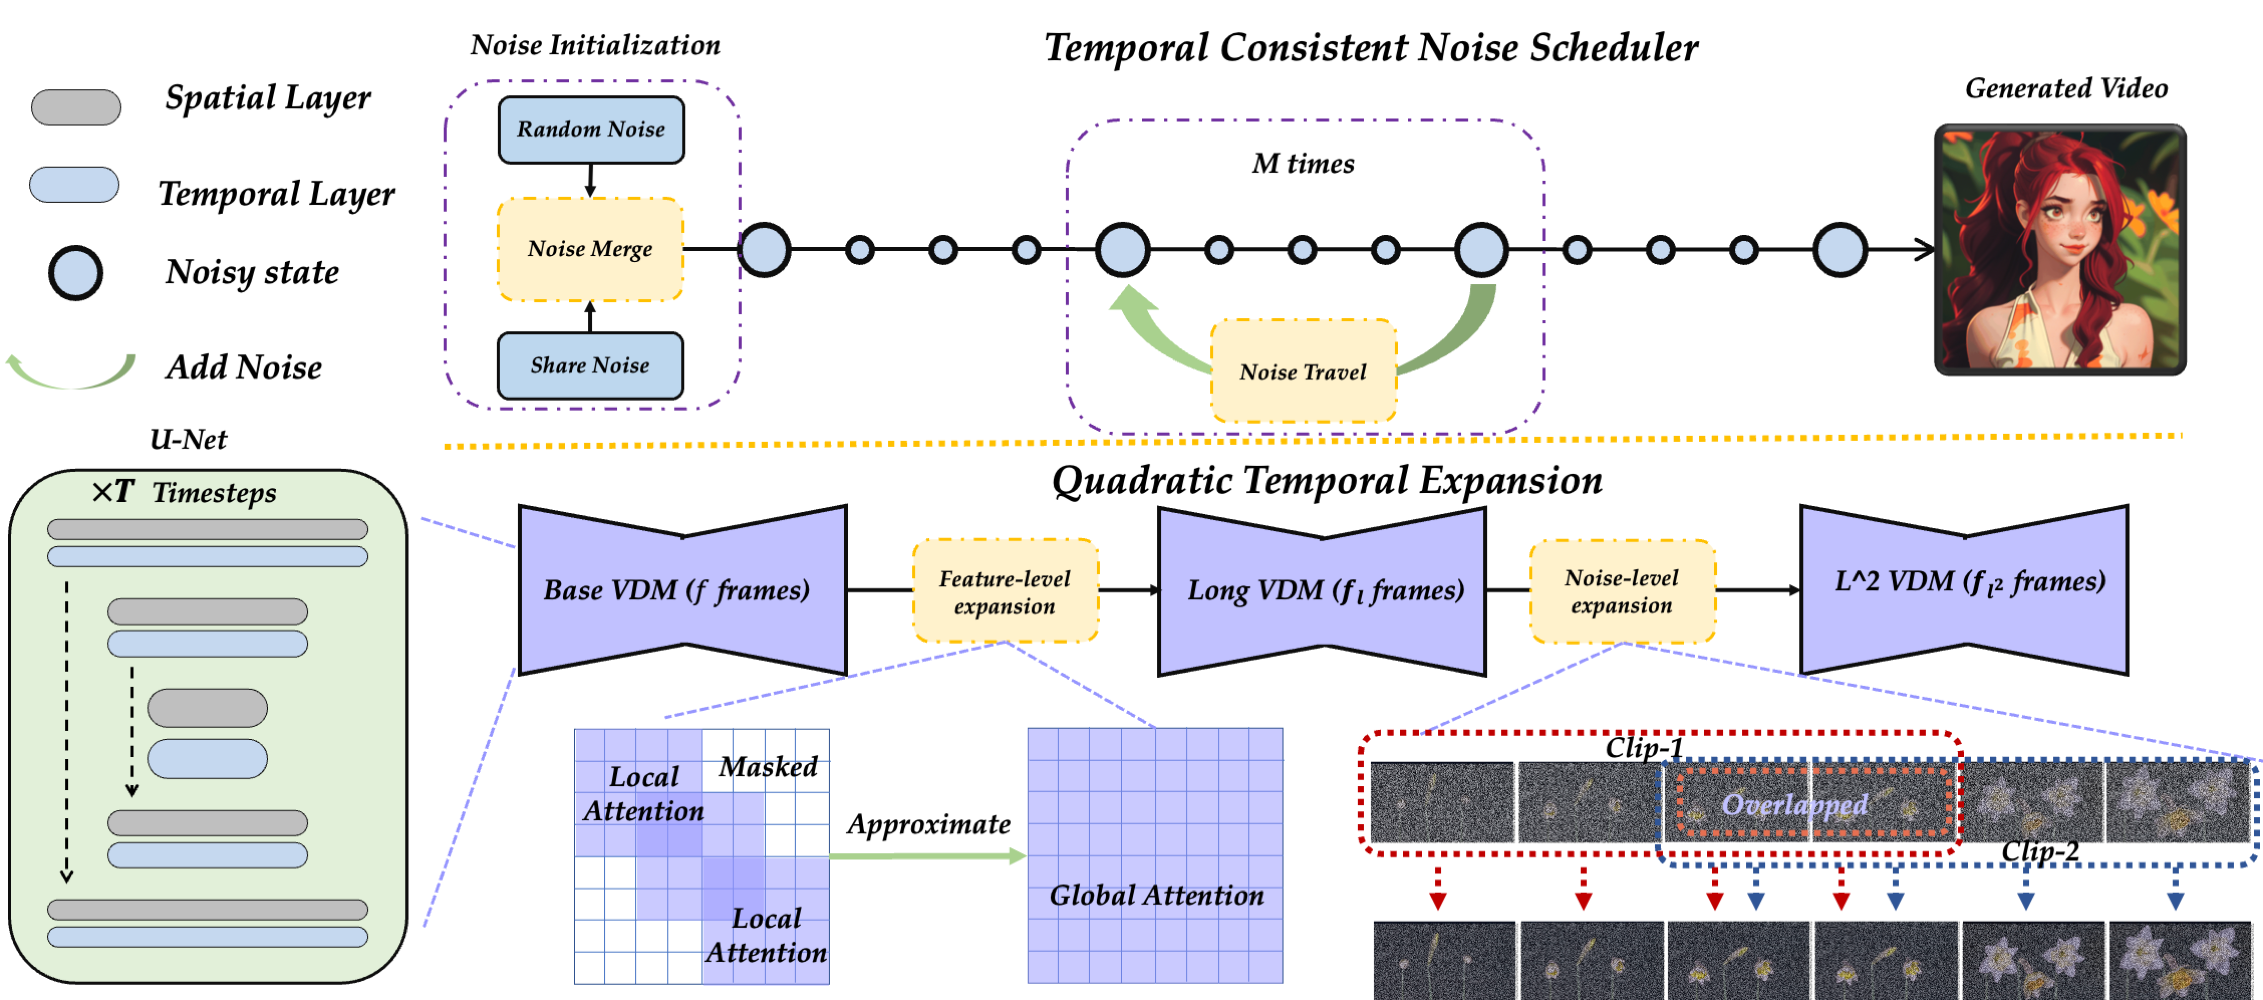 Noise Initialization
Temporal Consistent Noise Scheduler
Spatial Layer
Temporal Layer
Noisy state
Add Noise
Random Noise
Noise Merge
Share Noise
M times
Noise Travel
Generated Video
U-Net
×T Timesteps
Quadratic Temporal Expansion
Base VDM (f frames)
Feature-level
expansion
Long VDM (f_l frames)
Noise-level
expansion
L^2 VDM (f_{l^2} frames)
Local
Attention
Masked
Local
Attention
Approximate
Global Attention
Clip-1
Overlapped
Clip-2